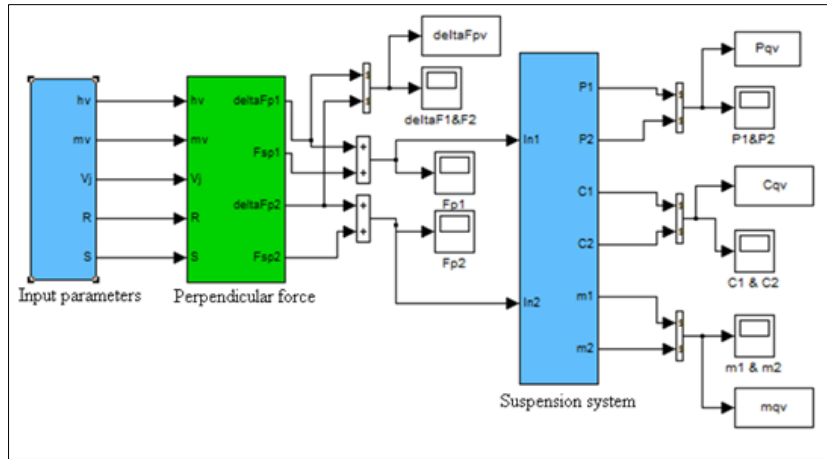 hv
mv
Vj
R
S
Input parameters
hv
mv
Vj
R
S
deltaFp1
Fsp1
deltaFp2
Fsp2
Perpendicular force
deltaFpv
deltaF1&F2
+
+
Fp1
+
+
Fp2
In1
In2
P1
P2
C1
C2
m1
m2
Suspension system
Pqv
P1&P2
Cqv
C1 & C2
m1 & m2
mqv